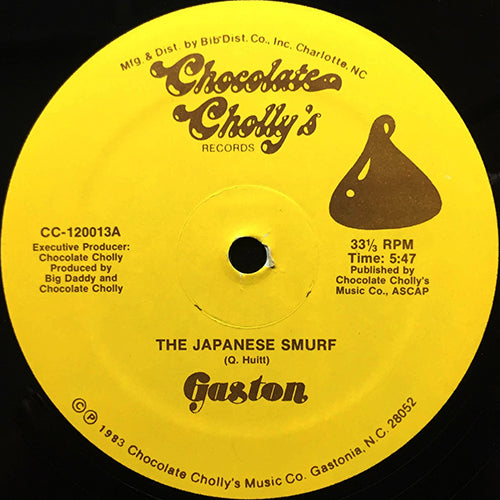 Mfg. & Dist. by Bib Dist. Co., Inc. Charlotte, NC
Chocolate
Cholly's
RECORDS
CC-120013A
Executive Producer:
Chocolate Cholly
Produced by
Big Daddy and
Chocolate Cholly
33⅓ RPM
Time: 5:47
Published by
Chocolate Cholly's
Music Co., ASCAP
THE JAPANESE SMURF
(Q. Huitt)
Gaston
© ℗ 1983 Chocolate Cholly's Music Co. Gastonia, N.C. 28052